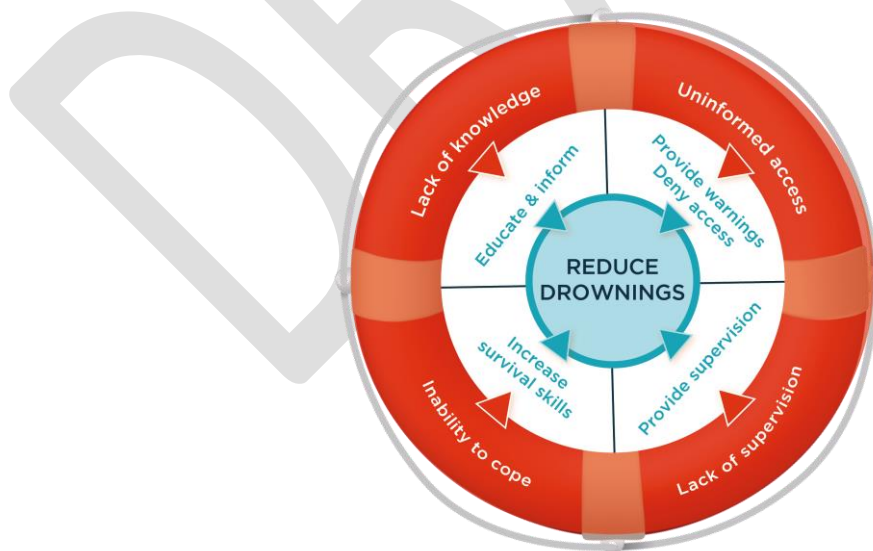 Lack of knowledge
Uninformed access
Educate & inform
Provide warnings
Deny access
REDUCE
DROWNINGS
Increase
survival skills
Provide supervision
Inability to cope
Lack of supervision